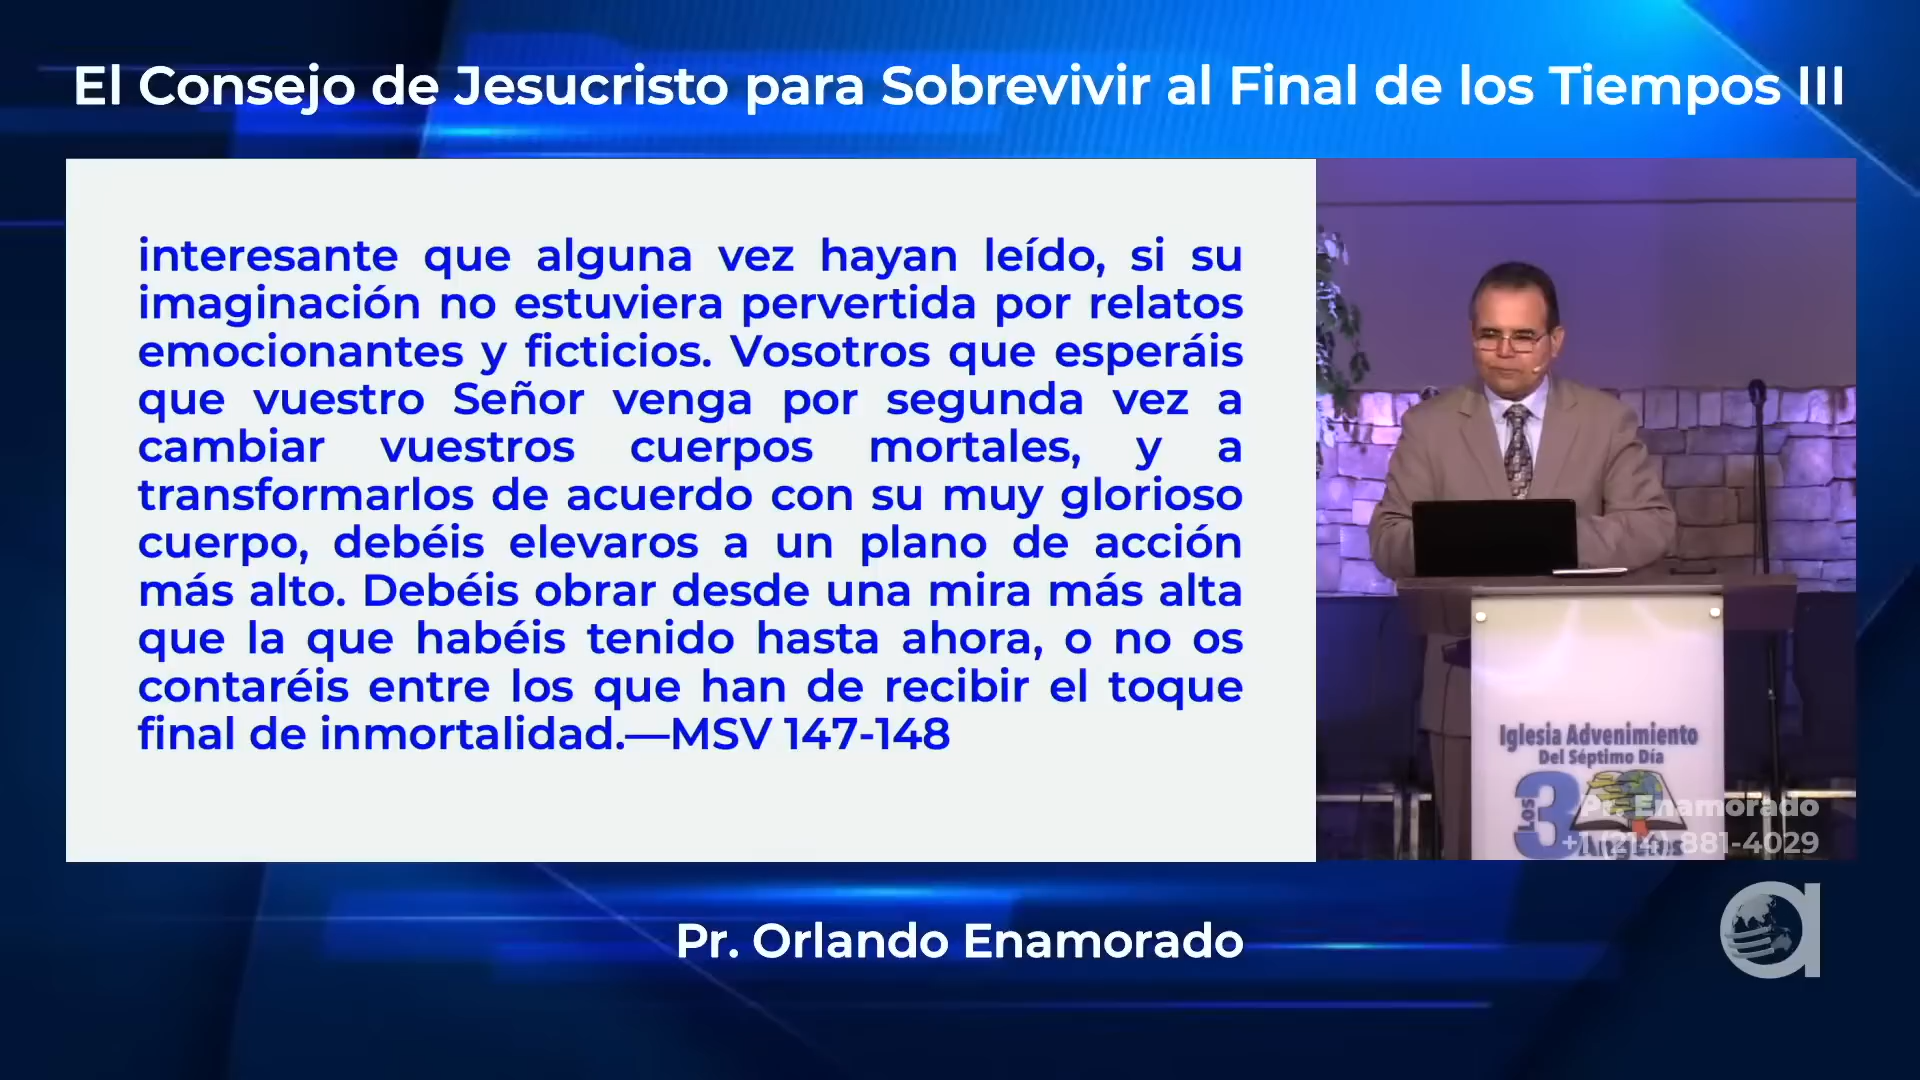 El Consejo de Jesucristo para Sobrevivir al Final de los Tiempos III
interesante que alguna vez hayan leído, si su
imaginación no estuviera pervertida por relatos
emocionantes y ficticios. Vosotros que esperáis
que vuestro Señor venga por segunda vez a
cambiar vuestros cuerpos mortales, y a
transformarlos de acuerdo con su muy glorioso
cuerpo, debéis elevaros a un plano de acción
más alto. Debéis obrar desde una mira más alta
que la que habéis tenido hasta ahora, o no os
contaréis entre los que han de recibir el toque
final de inmortalidad.—MSV 147-148
Iglesia Advenimiento
Del Séptimo Día
Los 3
Angeles
Pr. Enamorado
+1 (214) 881-4029
Pr. Orlando Enamorado
a